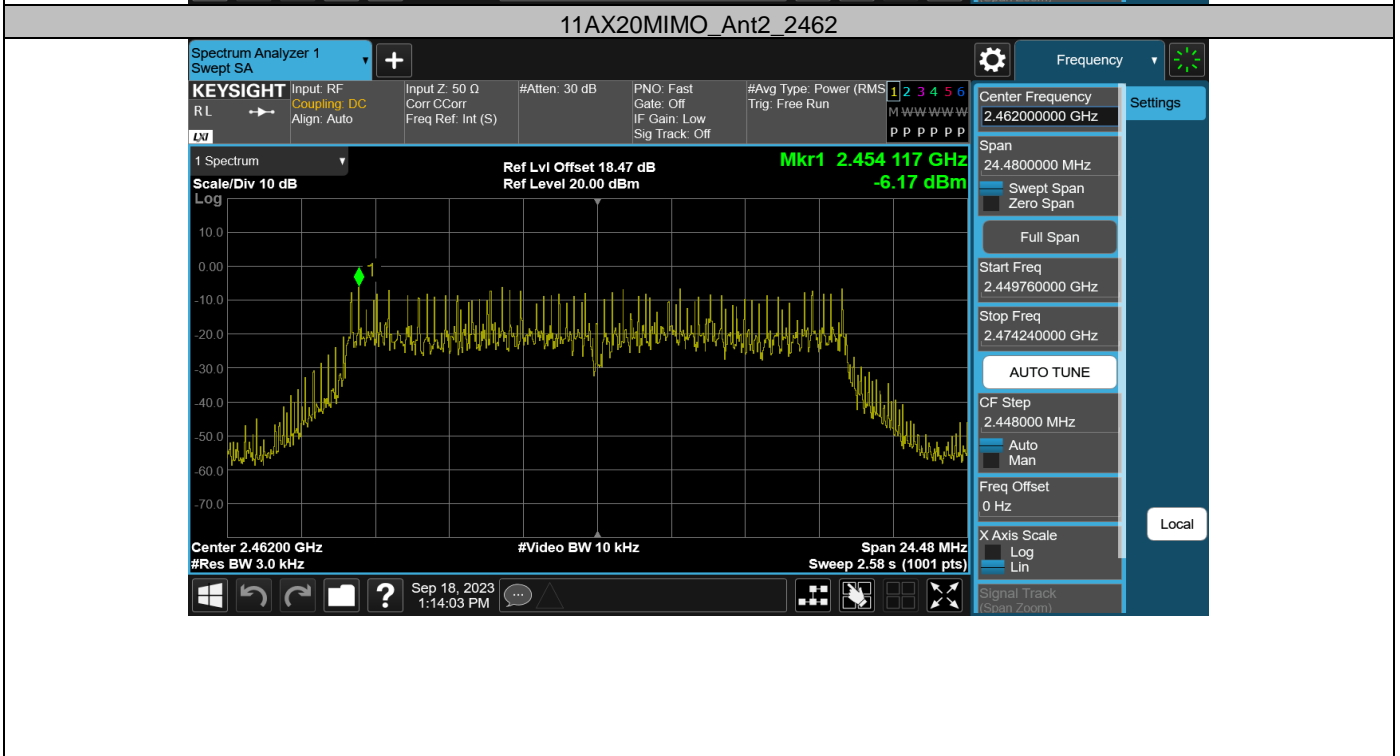 (Span Zoom)
11AX20MIMO_Ant2_2462
Spectrum Analyzer 1
Swept SA
Frequency
KEYSIGHT
RL
LXI
Input: RF
Coupling: DC
Align: Auto
Input Z: 50 Ω
Corr CCorr
Freq Ref: Int (S)
#Atten: 30 dB
PNO: Fast
Gate: Off
IF Gain: Low
Sig Track: Off
#Avg Type: Power (RMS
Trig: Free Run
1 2 3 4 5 6
M W W W W W
P P P P P P
1 Spectrum
Scale/Div 10 dB
Log
Ref Lvl Offset 18.47 dB
Ref Level 20.00 dBm
Mkr1 2.454 117 GHz
-6.17 dBm
1
10.0
0.00
-10.0
-20.0
-30.0
-40.0
-50.0
-60.0
-70.0
Center 2.46200 GHz
#Res BW 3.0 kHz
#Video BW 10 kHz
Span 24.48 MHz
Sweep 2.58 s (1001 pts)
Center Frequency
2.462000000 GHz
Settings
Span
24.4800000 MHz
Swept Span
Zero Span
Full Span
Start Freq
2.449760000 GHz
Stop Freq
2.474240000 GHz
AUTO TUNE
CF Step
2.448000 MHz
Auto
Man
Freq Offset
0 Hz
X Axis Scale
Log
Lin
Signal Track
(Span Zoom)
Local
?
Sep 18, 2023
1:14:03 PM